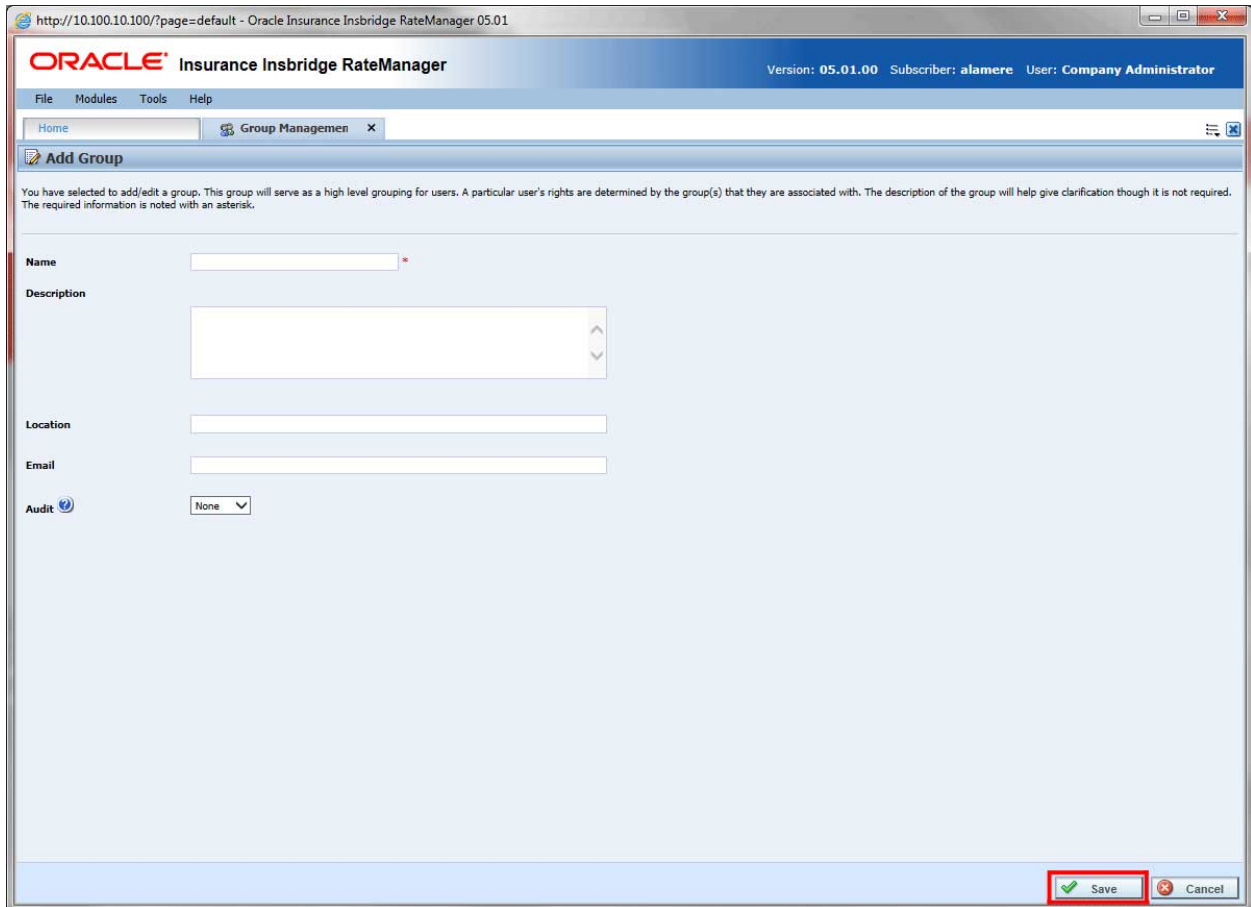 http://10.100.10.100/?page=default - Oracle Insurance Insbridge RateManager 05.01
ORACLE® Insurance Insbridge RateManager
Version: 05.01.00 Subscriber: alamere User: Company Administrator
File Modules Tools Help
Home
Group Managemen
Add Group
You have selected to add/edit a group. This group will serve as a high level grouping for users. A particular user's rights are determined by the group(s) that they are associated with. The description of the group will help give clarification though it is not required.
The required information is noted with an asterisk.
Name *
Description
Location
Email
Audit ? None
Save Cancel